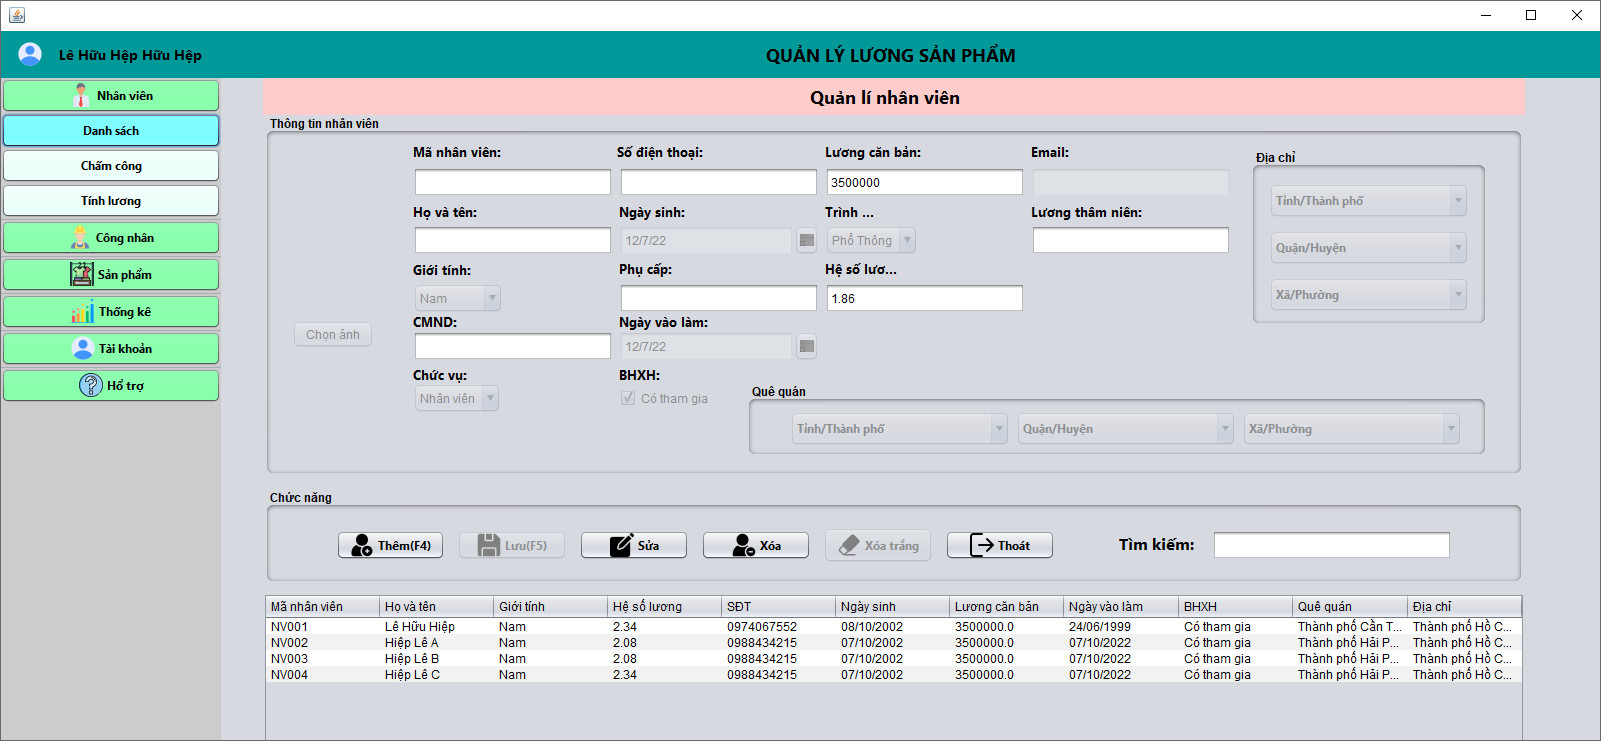 Lê Hữu Hệp Hữu Hệp
QUẢN LÝ LƯƠNG SẢN PHẨM
Nhân viên
Danh sách
Chấm công
Tính lương
Công nhân
Sản phẩm
Thống kê
Tài khoản
Hổ trợ
Quản lí nhân viên
Thông tin nhân viên
Mã nhân viên:
Số điện thoại:
Lương căn bản:
Email:
3500000
Họ và tên:
Ngày sinh:
Trình ...
Lương thâm niên:
12/7/22
Phổ Thông
Giới tính:
Phụ cấp:
Hệ số lươ...
Nam
1.86
CMND:
Ngày vào làm:
Chọn ảnh
12/7/22
Chức vụ:
BHXH:
Nhân viên
Có tham gia
Địa chỉ
Tỉnh/Thành phố
Quận/Huyện
Xã/Phường
Quê quán
Tỉnh/Thành phố Quận/Huyện Xã/Phường
Chức năng
Thêm(F4) Lưu(F5) Sửa Xóa Xóa trắng Thoát Tìm kiếm:
Mã nhân viên Họ và tên Giới tính Hệ số lương SĐT Ngày sinh Lương căn bản Ngày vào làm BHXH Quê quán Địa chỉ
NV001 Lê Hữu Hiệp Nam 2.34 0974067552 08/10/2002 3500000.0 24/06/1999 Có tham gia Thành phố Cần T... Thành phố Hồ C...
NV002 Hiệp Lê A Nam 2.08 0988434215 07/10/2002 3500000.0 07/10/2022 Có tham gia Thành phố Hải P... Thành phố Hồ C...
NV003 Hiệp Lê B Nam 2.08 0988434215 07/10/2002 3500000.0 07/10/2022 Có tham gia Thành phố Hải P... Thành phố Hồ C...
NV004 Hiệp Lê C Nam 2.34 0988434215 07/10/2002 3500000.0 07/10/2022 Có tham gia Thành phố Hải P... Thành phố Hồ C...